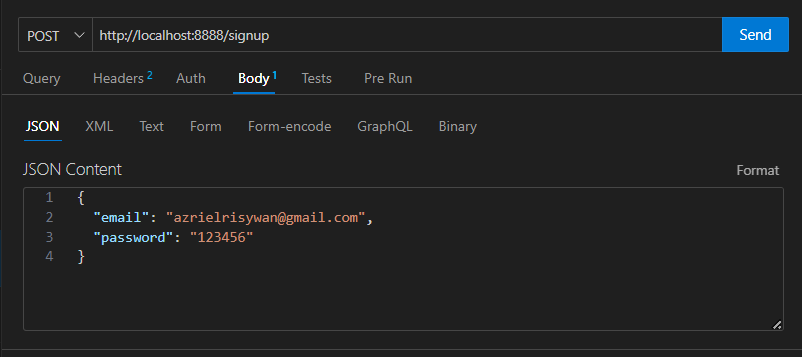 POST http://localhost:8888/signup Send
Query Headers 2 Auth Body 1 Tests Pre Run
JSON XML Text Form Form-encode GraphQL Binary
JSON Content Format
1 {
2 "email": "azrielrisywan@gmail.com",
3 "password": "123456"
4 }